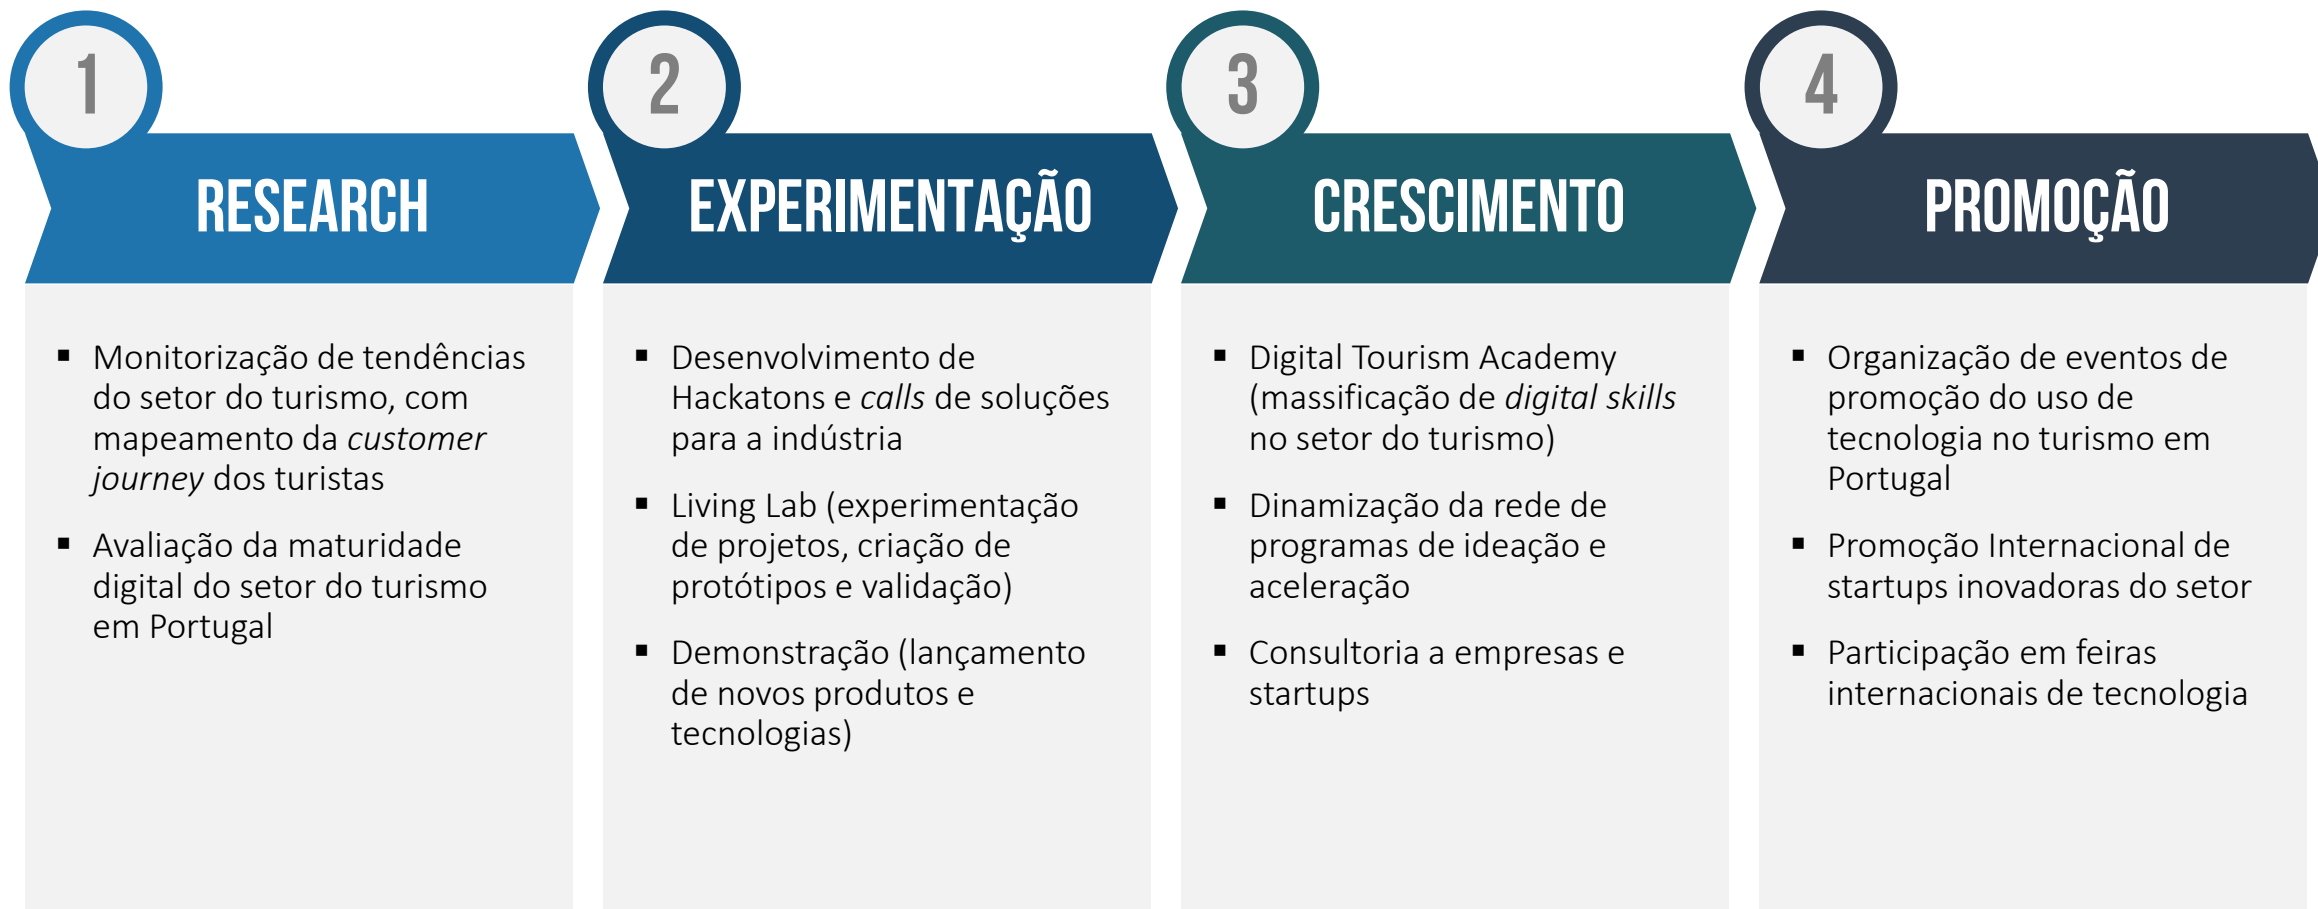 1
RESEARCH
▪ Monitorização de tendências
do setor do turismo, com
mapeamento da customer
journey dos turistas
▪ Avaliação da maturidade
digital do setor do turismo
em Portugal
2
EXPERIMENTAÇÃO
▪ Desenvolvimento de
Hackatons e calls de soluções
para a indústria
▪ Living Lab (experimentação
de projetos, criação de
protótipos e validação)
▪ Demonstração (lançamento
de novos produtos e
tecnologias)
3
CRESCIMENTO
▪ Digital Tourism Academy
(massificação de digital skills
no setor do turismo)
▪ Dinamização da rede de
programas de ideação e
aceleração
▪ Consultoria a empresas e
startups
4
PROMOÇÃO
▪ Organização de eventos de
promoção do uso de
tecnologia no turismo em
Portugal
▪ Promoção Internacional de
startups inovadoras do setor
▪ Participação em feiras
internacionais de tecnologia